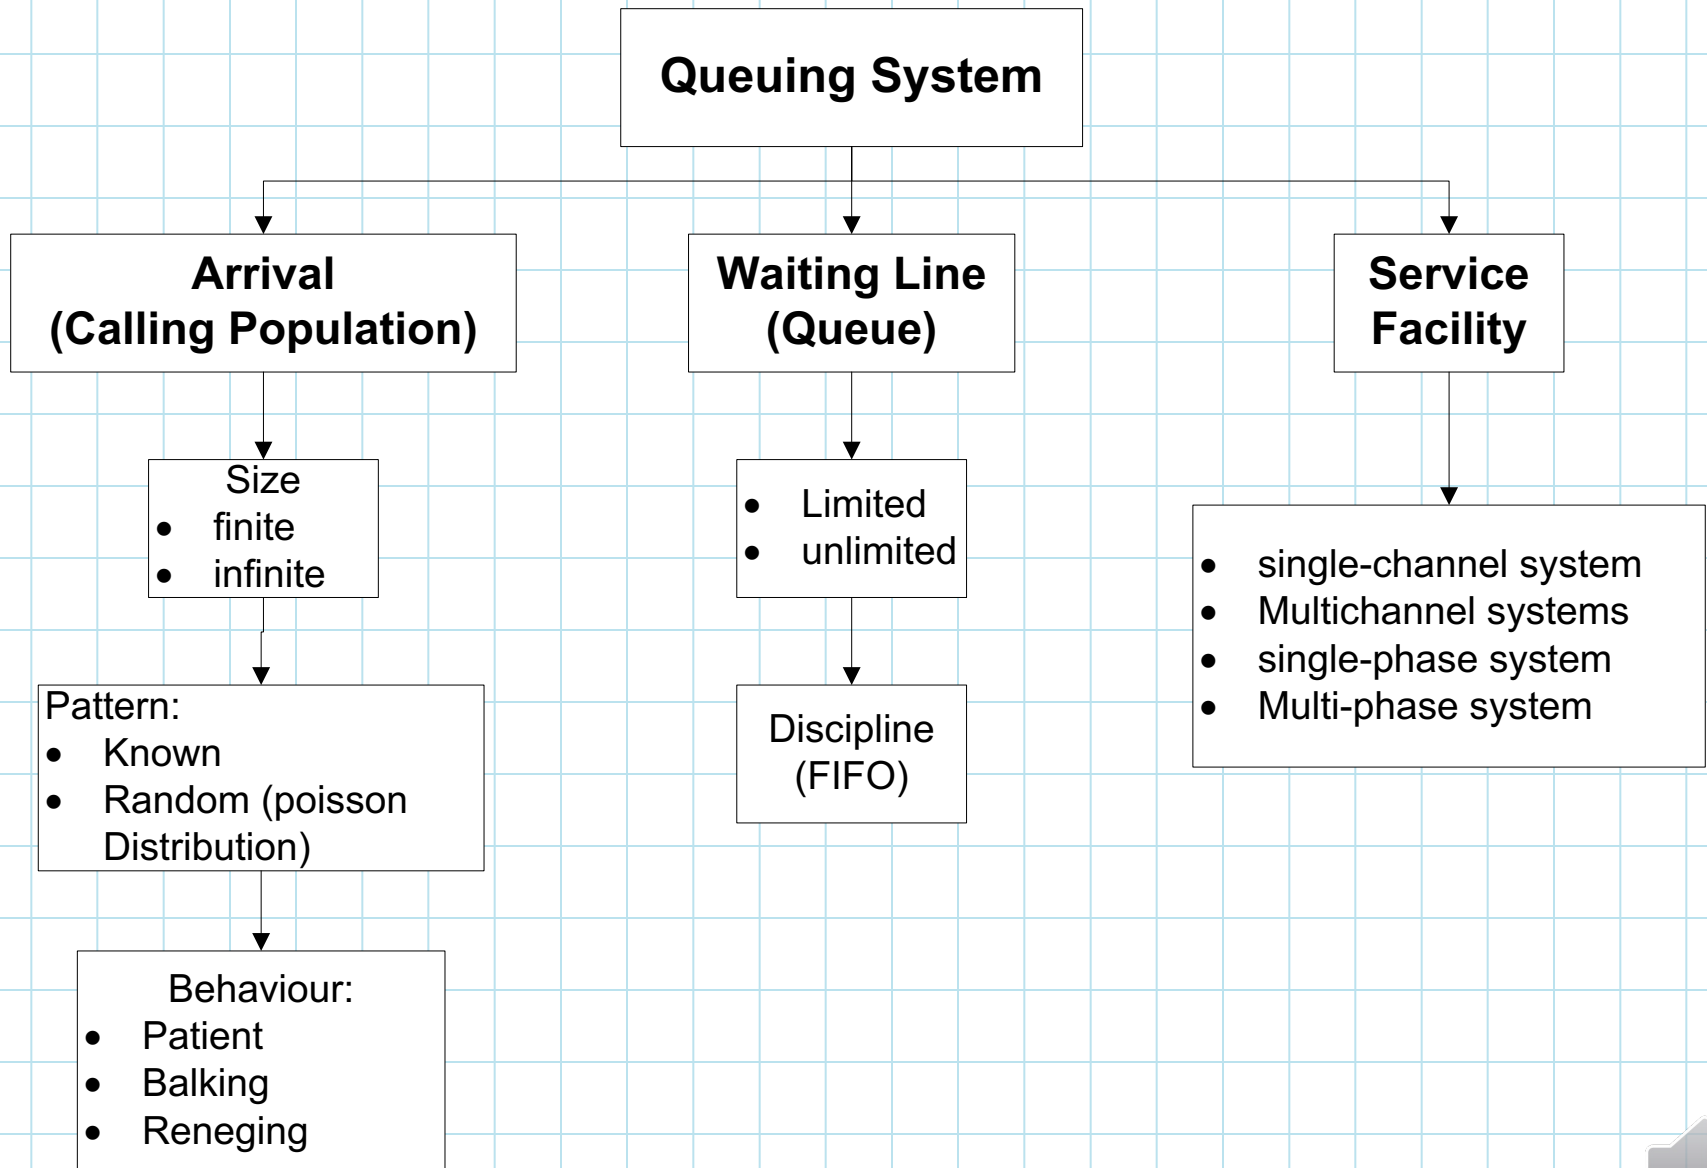 Queuing System
Arrival
(Calling Population)
Size
• finite
• infinite
Pattern:
• Known
• Random (poisson
Distribution)
Behaviour:
• Patient
• Balking
• Reneging
Waiting Line
(Queue)
• Limited
• unlimited
Discipline
(FIFO)
Service
Facility
• single-channel system
• Multichannel systems
• single-phase system
• Multi-phase system